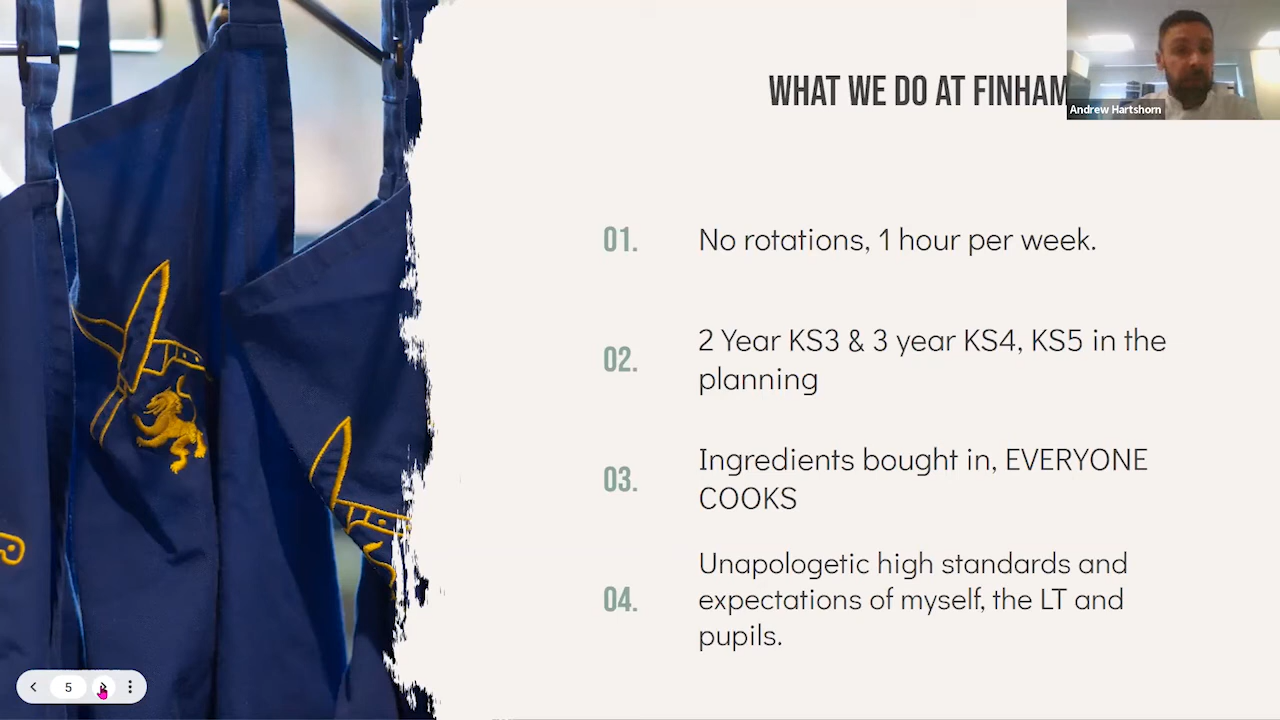 WHAT WE DO AT FINHAM
Andrew Hartshorn
01. No rotations, 1 hour per week.
02. 2 Year KS3 & 3 year KS4, KS5 in the
planning
03. Ingredients bought in, EVERYONE
COOKS
04. Unapologetic high standards and
expectations of myself, the LT and
pupils.
5